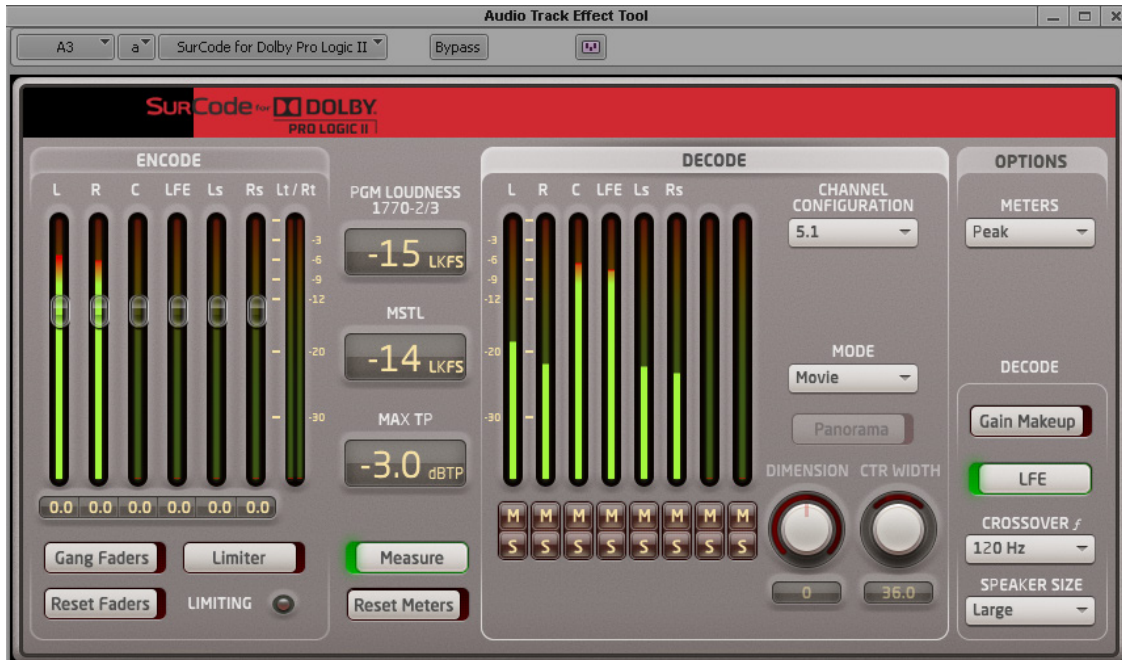 Audio Track Effect Tool
A3 a SurCode for Dolby Pro Logic II Bypass
SurCode for DOLBY
PRO LOGIC II
ENCODE
L R C LFE Ls Rs Lt / Rt
-3
-6
-9
-12
-20
-30
0.0 0.0 0.0 0.0 0.0 0.0
Gang Faders Limiter
Reset Faders LIMITING
PGM LOUDNESS
1770-2/3
-15 LKFS
MSTL
-14 LKFS
MAX TP
-3.0 dBTP
Measure
Reset Meters
DECODE
L R C LFE Ls Rs
-3
-6
-9
-12
-20
-30
M M M M M M M M
S S S S S S S S
CHANNEL
CONFIGURATION
5.1
MODE
Movie
Panorama
DIMENSION CTR WIDTH
0 36.0
OPTIONS
METERS
Peak
DECODE
Gain Makeup
LFE
CROSSOVER f
120 Hz
SPEAKER SIZE
Large